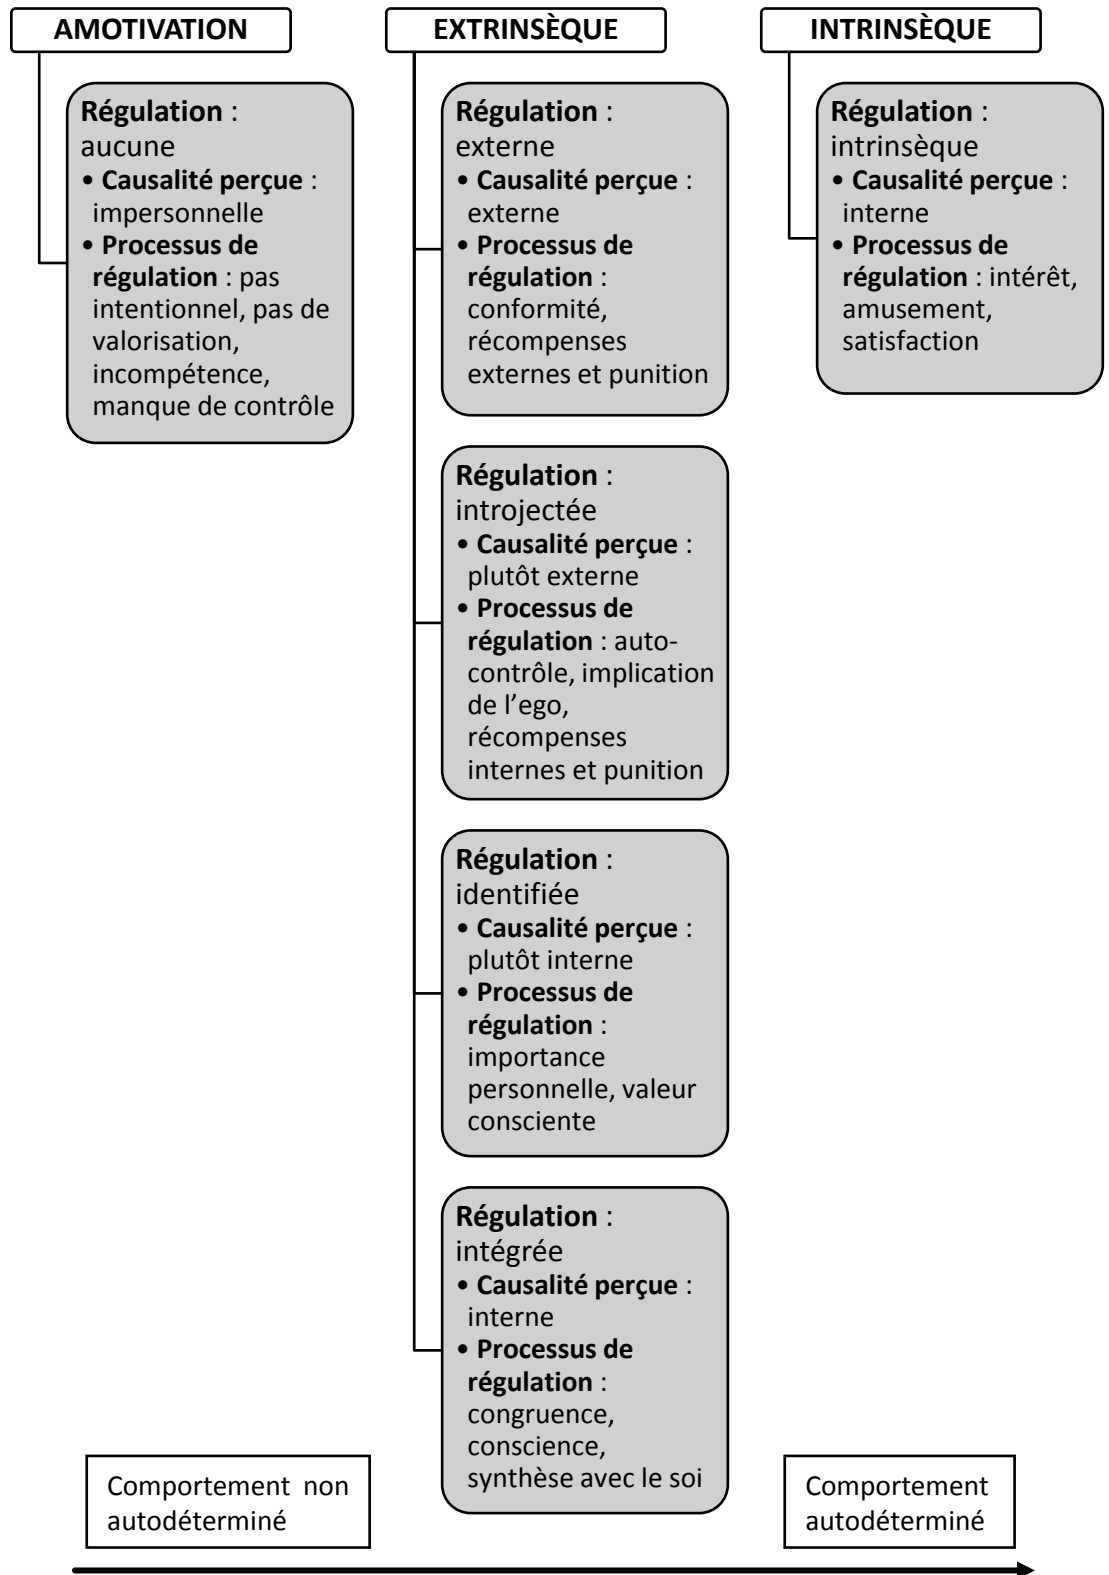 AMOTIVATION
Régulation :
aucune
• Causalité perçue :
impersonnelle
• Processus de
régulation : pas
intentionnel, pas de
valorisation,
incompétence,
manque de contrôle
EXTRINSÈQUE
Régulation :
externe
• Causalité perçue :
externe
• Processus de
régulation :
conformité,
récompenses
externes et punition
Régulation :
introjectée
• Causalité perçue :
plutôt externe
• Processus de
régulation : auto-
contrôle, implication
de l'ego,
récompenses
internes et punition
Régulation :
identifiée
• Causalité perçue :
plutôt interne
• Processus de
régulation :
importance
personnelle, valeur
consciente
Régulation :
intégrée
• Causalité perçue :
interne
• Processus de
régulation :
congruence,
conscience,
synthèse avec le soi
INTRINSÈQUE
Régulation :
intrinsèque
• Causalité perçue :
interne
• Processus de
régulation : intérêt,
amusement,
satisfaction
Comportement non
autodéterminé
Comportement
autodéterminé